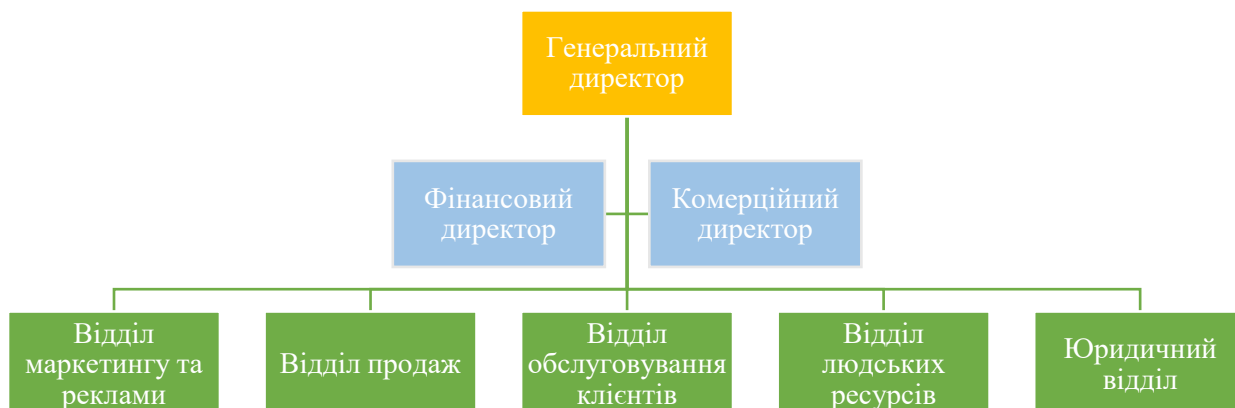 Генеральний
директор
Фінансовий
директор
Комерційний
директор
Відділ
маркетингу та
реклами
Відділ продаж
Відділ
обслуговування
клієнтів
Відділ
людських
ресурсів
Юридичний
відділ